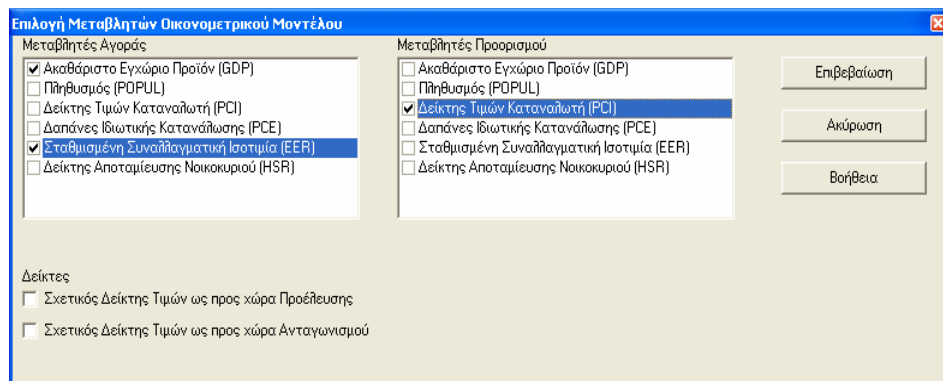 Επιλογή Μεταβλητών Οικονομετρικού Μοντέλου
Μεταβλητές Αγοράς
Ακαθάριστο Εγχώριο Προϊόν (GDP)
Πληθυσμός (POPUL)
Δείκτης Τιμών Καταναλωτή (PCI)
Δαπάνες Ιδιωτικής Κατανάλωσης (PCE)
Σταθμισμένη Συναλλαγματική Ισοτιμία (EER)
Δείκτης Αποταμίευσης Νοικοκυριού (HSR)
Μεταβλητές Προορισμού
Ακαθάριστο Εγχώριο Προϊόν (GDP)
Πληθυσμός (POPUL)
Δείκτης Τιμών Καταναλωτή (PCI)
Δαπάνες Ιδιωτικής Κατανάλωσης (PCE)
Σταθμισμένη Συναλλαγματική Ισοτιμία (EER)
Δείκτης Αποταμίευσης Νοικοκυριού (HSR)
Επιβεβαίωση
Ακύρωση
Βοήθεια
Δείκτες
Σχετικός Δείκτης Τιμών ως προς χώρα Προέλευσης
Σχετικός Δείκτης Τιμών ως προς χώρα Ανταγωνισμού